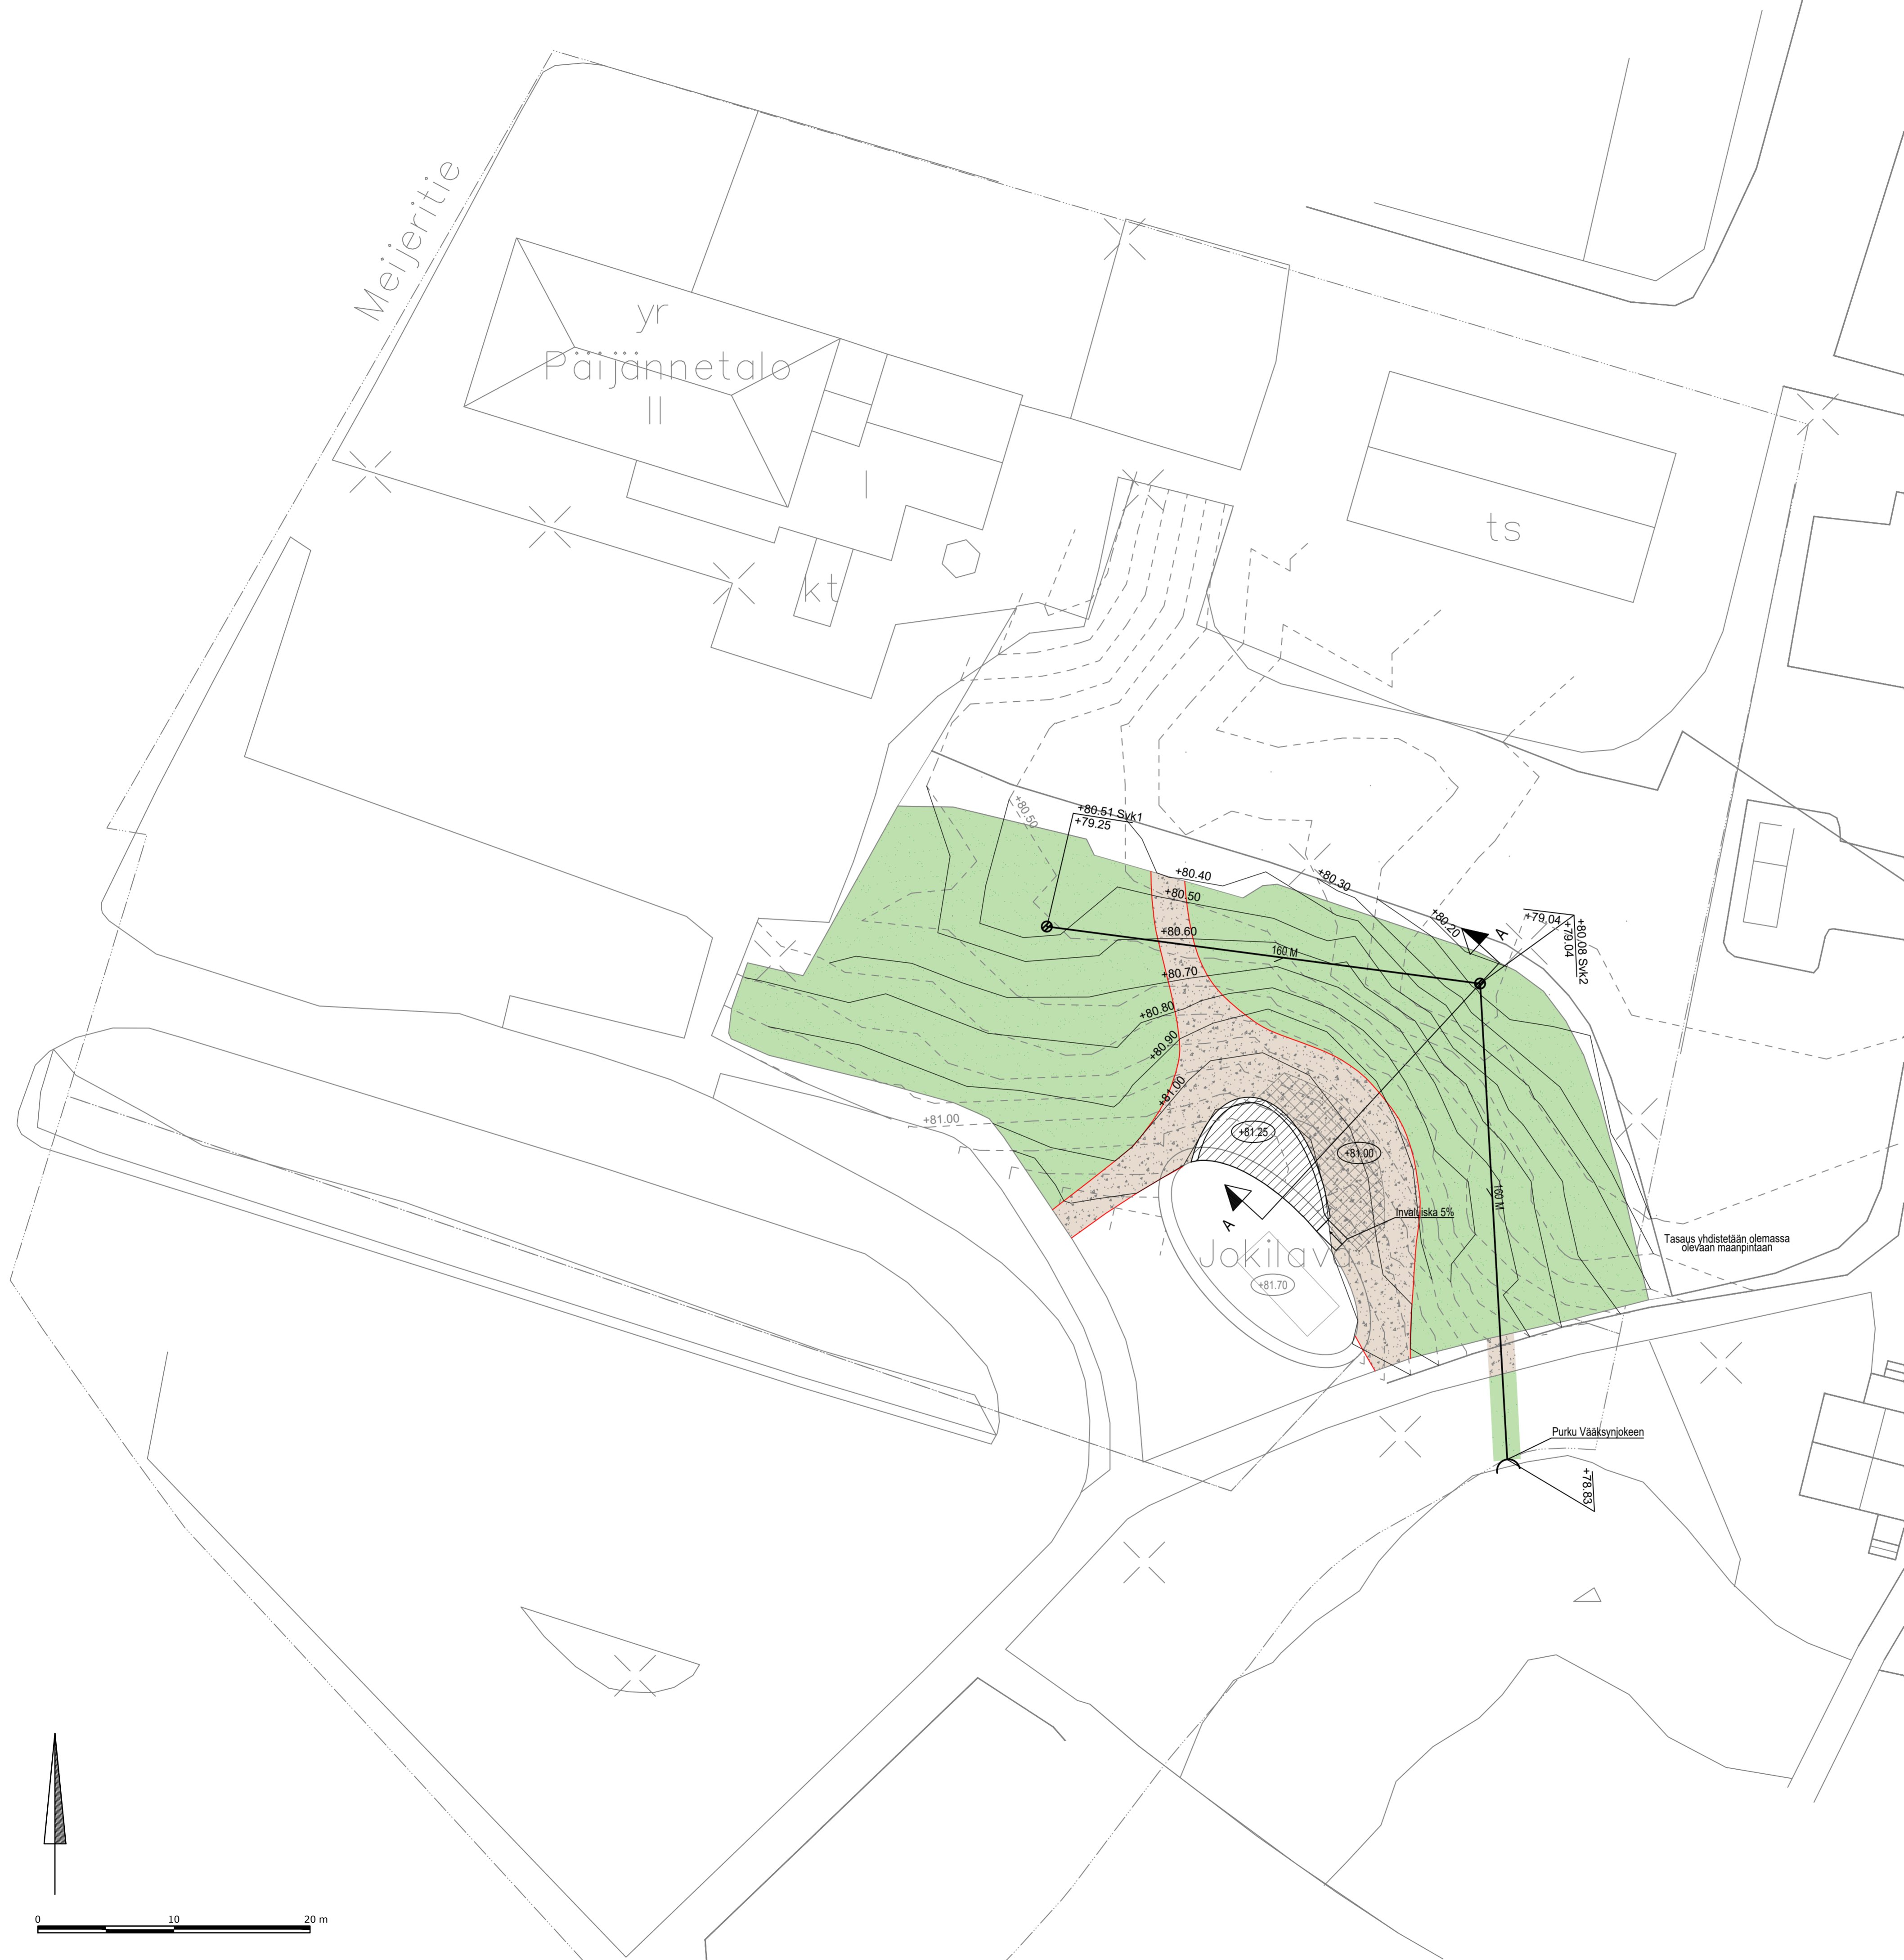 Meijeritie
yr
Päijännetalo
II
I
kt
ts
+80.50
+80.51 Svk1
+79.25
+80.40
+80.30
+80.50
+80.20
+79.04
+80.08 Svk2
+79.04
A
+80.60
160 M
+80.70
+80.80
+80.90
+81.00
+81.00
+81.25
+81.00
160 M
A
Invaluiska 5%
Jokilava
+81.70
Tasaus yhdistetään olemassa
olevaan maanpintaan
Purku Vääksynjokeen
+78.83
0 10 20 m